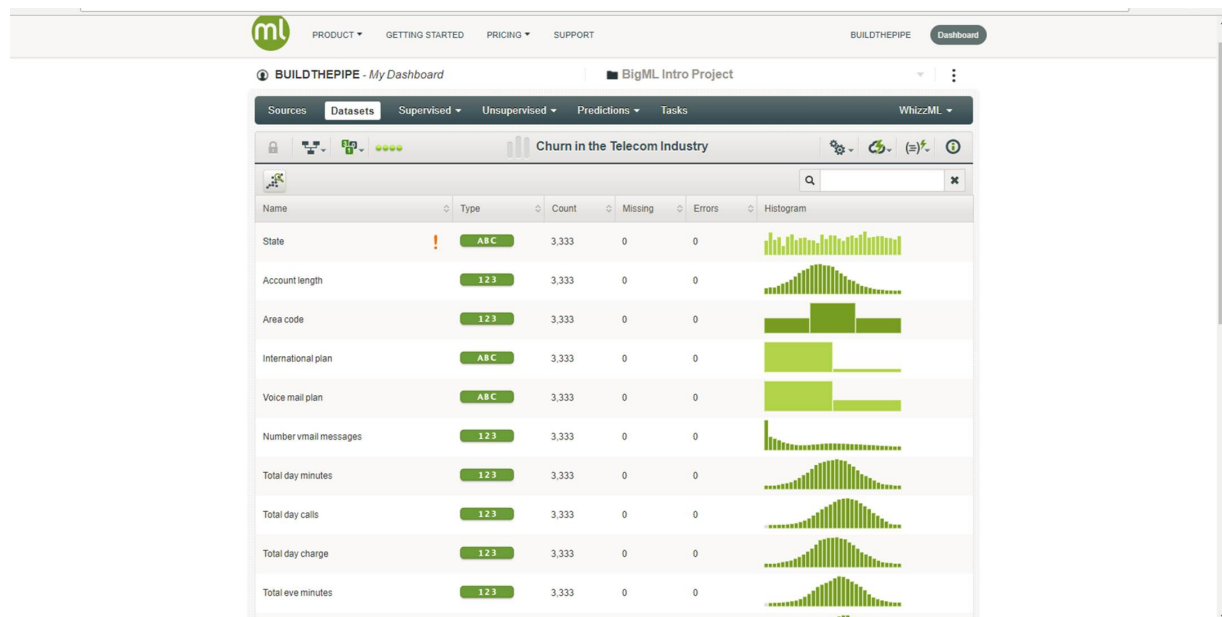 ml PRODUCT GETTING STARTED PRICING SUPPORT BUILDTHEPIPE Dashboard
BUILDTHEPIPE - My Dashboard BigML Intro Project
Sources Datasets Supervised Unsupervised Predictions Tasks WhizzML
Churn in the Telecom Industry
Name Type Count Missing Errors Histogram
State ! ABC 3,333 0 0
Account length 123 3,333 0 0
Area code 123 3,333 0 0
International plan ABC 3,333 0 0
Voice mail plan ABC 3,333 0 0
Number vmail messages 123 3,333 0 0
Total day minutes 123 3,333 0 0
Total day calls 123 3,333 0 0
Total day charge 123 3,333 0 0
Total eve minutes 123 3,333 0 0